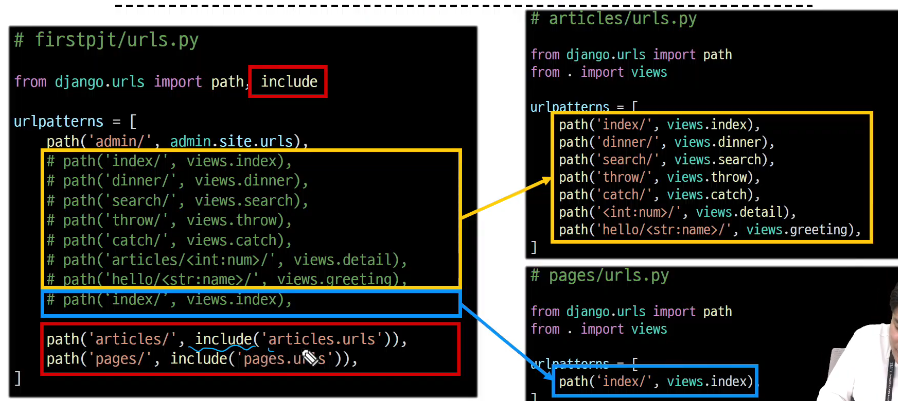 # firstpjt/urls.py
from django.urls import path, include
urlpatterns = [
path('admin/', admin.site.urls),
# path('index/', views.index),
# path('dinner/', views.dinner),
# path('search/', views.search),
# path('throw/', views.throw),
# path('catch/', views.catch),
# path('articles/<int:num>/', views.detail),
# path('hello/<str:name>/', views.greeting),
# path('index/', views.index),
path('articles/', include('articles.urls')),
path('pages/', include('pages.urls')),
]
# articles/urls.py
from django.urls import path
from . import views
urlpatterns = [
path('index/', views.index),
path('dinner/', views.dinner),
path('search/', views.search),
path('throw/', views.throw),
path('catch/', views.catch),
path('<int:num>/', views.detail),
path('hello/<str:name>/', views.greeting),
]
# pages/urls.py
from django.urls import path
from . import views
urlpatterns = [
path('index/', views.index),
]